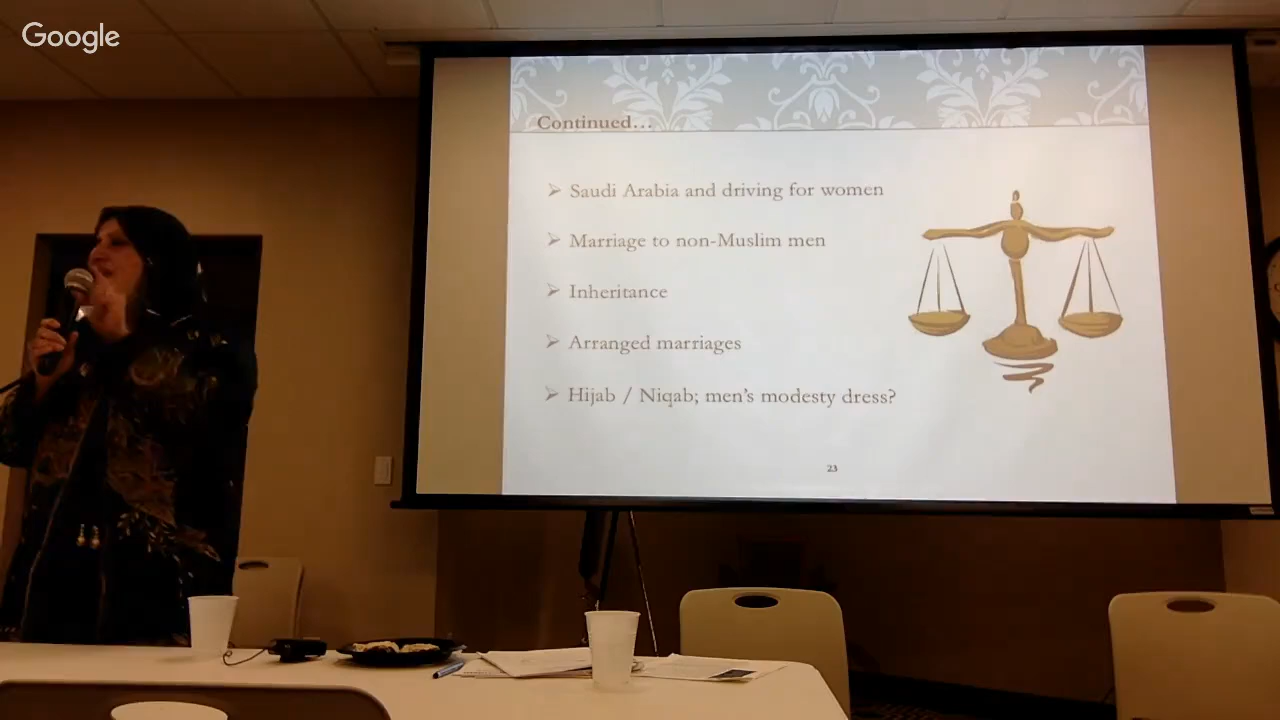 Google
Continued…
➢ Saudi Arabia and driving for women
➢ Marriage to non-Muslim men
➢ Inheritance
➢ Arranged marriages
➢ Hijab / Niqab; men's modesty dress?
23